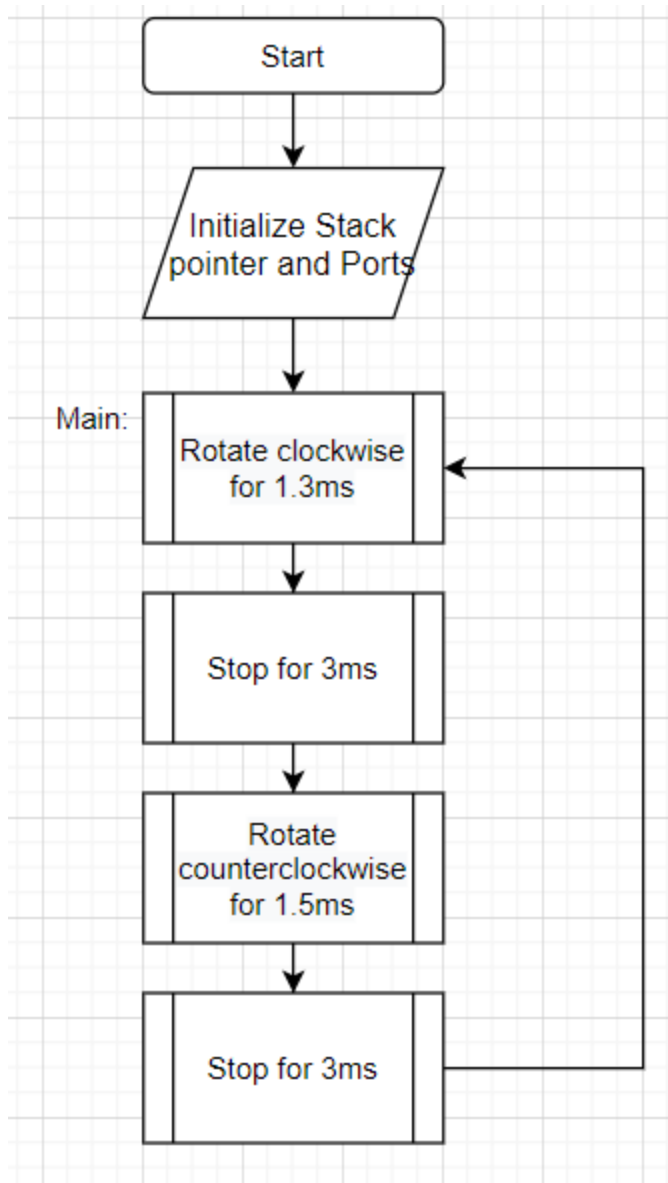 Start
Initialize Stack
pointer and Ports
Main:
Rotate clockwise
for 1.3ms
Stop for 3ms
Rotate
counterclockwise
for 1.5ms
Stop for 3ms